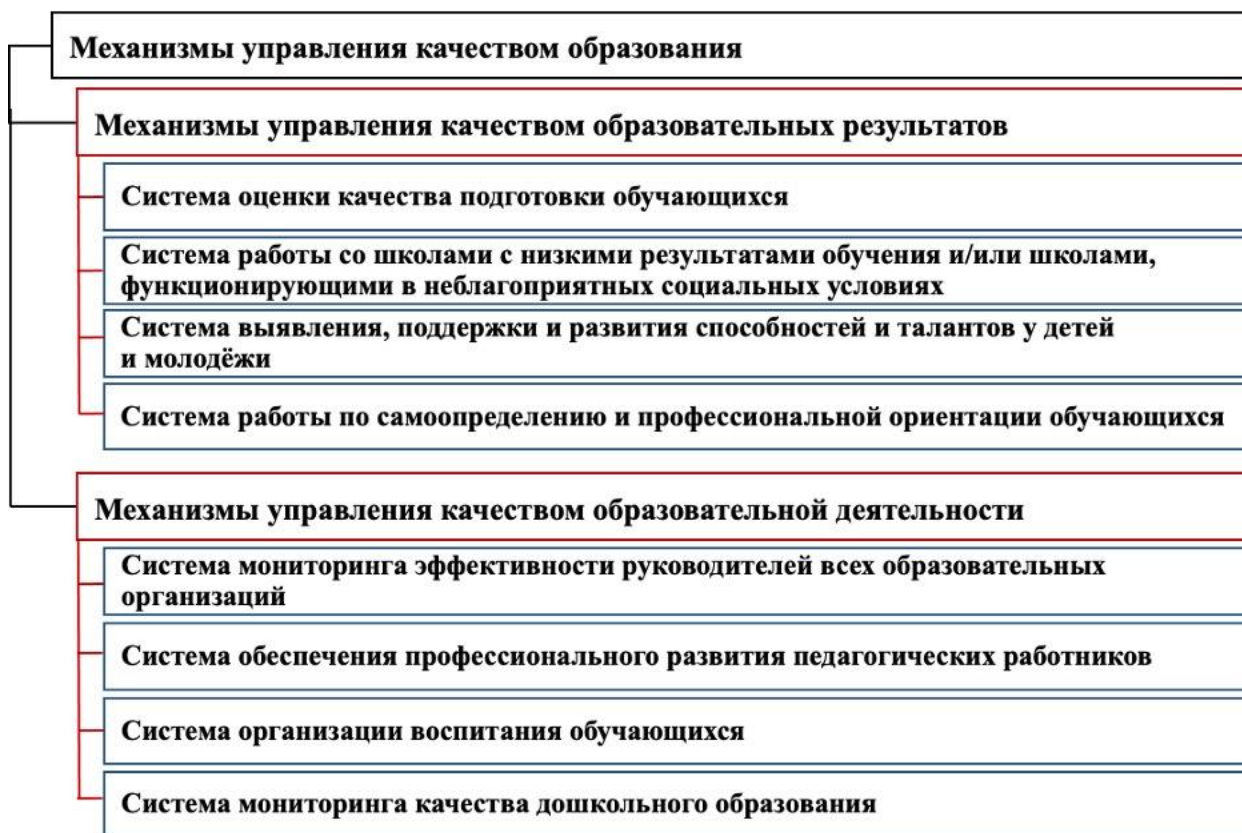 Механизмы управления качеством образования
Механизмы управления качеством образовательных результатов
Система оценки качества подготовки обучающихся
Система работы со школами с низкими результатами обучения и/или школами,
функционирующими в неблагоприятных социальных условиях
Система выявления, поддержки и развития способностей и талантов у детей
и молодёжи
Система работы по самоопределению и профессиональной ориентации обучающихся
Механизмы управления качеством образовательной деятельности
Система мониторинга эффективности руководителей всех образовательных
организаций
Система обеспечения профессионального развития педагогических работников
Система организации воспитания обучающихся
Система мониторинга качества дошкольного образования